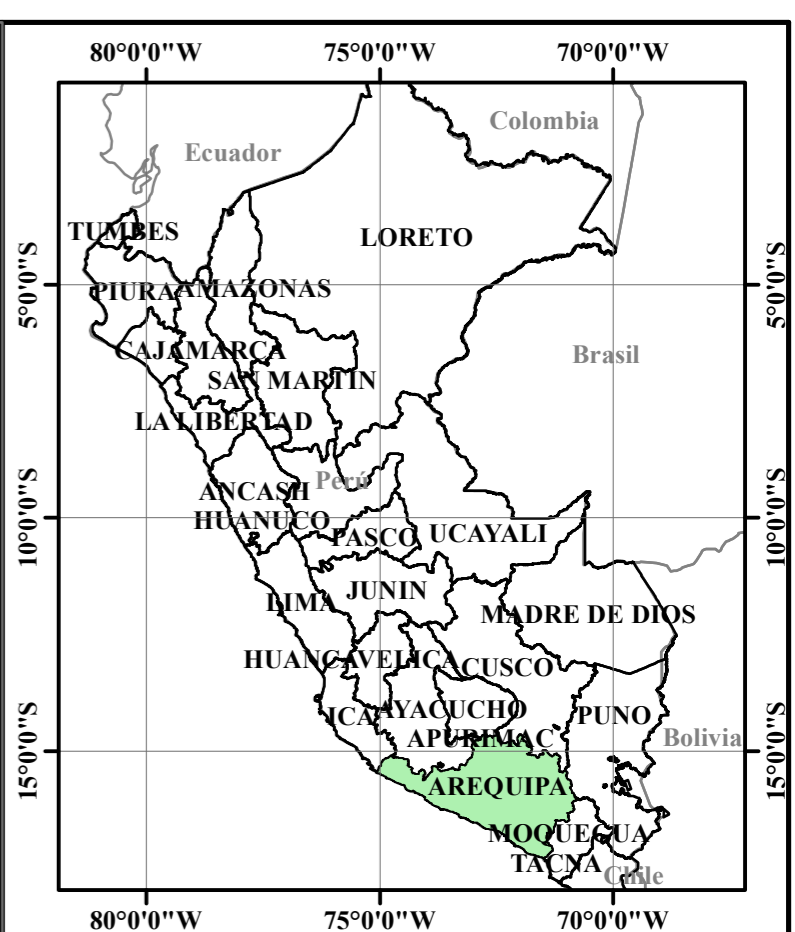 80°0'0"W
75°0'0"W
70°0'0"W
Colombia
Ecuador
TUMBES
LORETO
5°0'0"S
5°0'0"S
PIURA
AMAZONAS
CAJAMARCA
Brasil
SAN MARTIN
LA LIBERTAD
Perú
ANCASH
HUANUCO
10°0'0"S
10°0'0"S
PASCO
UCAYALI
JUNIN
LIMA
MADRE DE DIOS
HUANCAVELICA
CUSCO
ICA
AYACUCHO
PUNO
APURIMAC
Bolivia
15°0'0"S
15°0'0"S
AREQUIPA
MOQUEGUA
TACNA
Chile
80°0'0"W
75°0'0"W
70°0'0"W